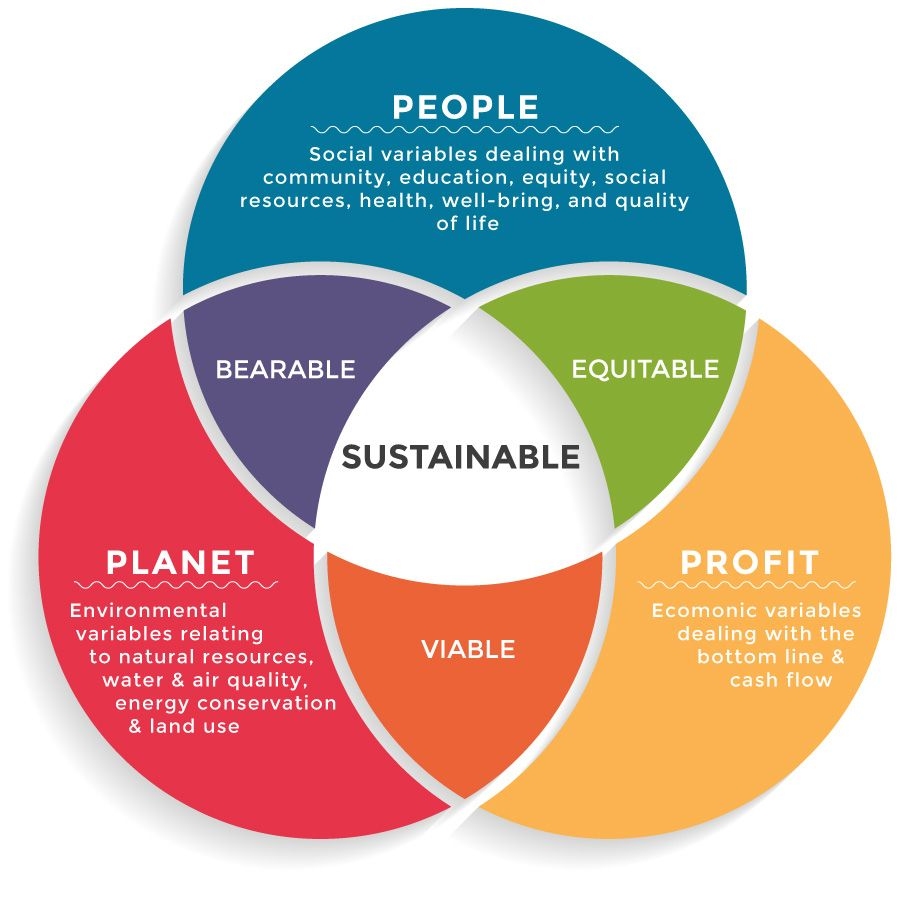 PEOPLE
Social variables dealing with
community, education, equity, social
resources, health, well-bring, and quality
of life
BEARABLE
EQUITABLE
SUSTAINABLE
PLANET
Environmental
variables relating
to natural resources,
water & air quality,
energy conservation
& land use
PROFIT
Ecomonic variables
dealing with the
bottom line &
cash flow
VIABLE